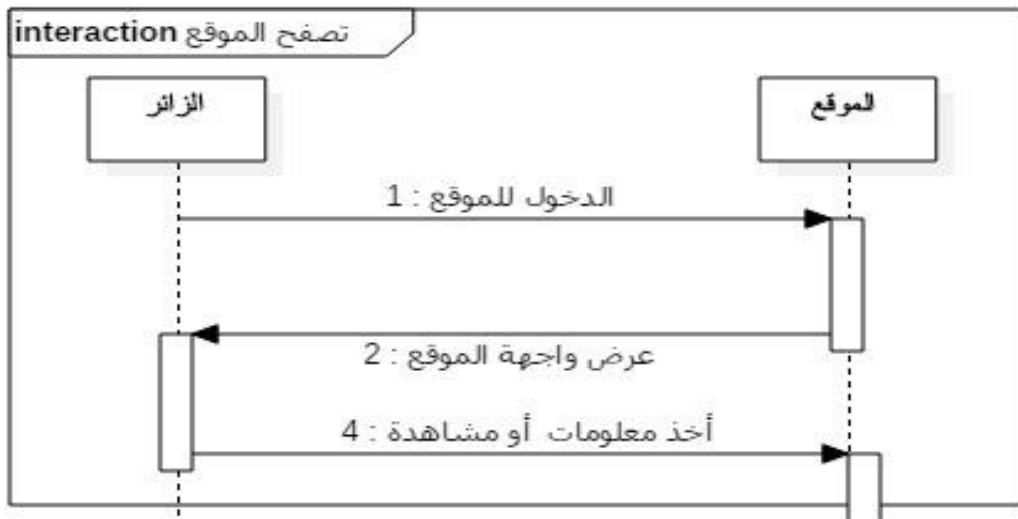 interaction تصفح الموقع
الزائر
الموقع
1 : الدخول للموقع
2 : عرض واجهة الموقع
4 : أخذ معلومات أو مشاهدة